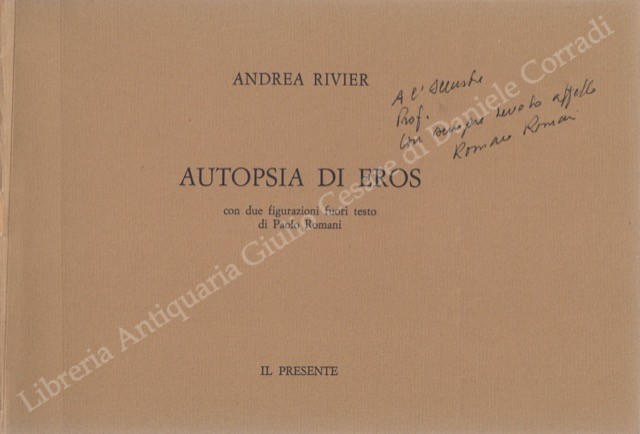 ANDREA RIVIER
A l'Illustre
Prof.
Con sempre devoto affetto
Romano Romani
AUTOPSIA DI EROS
con due figurazioni fuori testo
di Paolo Romani
IL PRESENTE
Libreria Antiquaria Giulio Cesare di Daniele Corradi